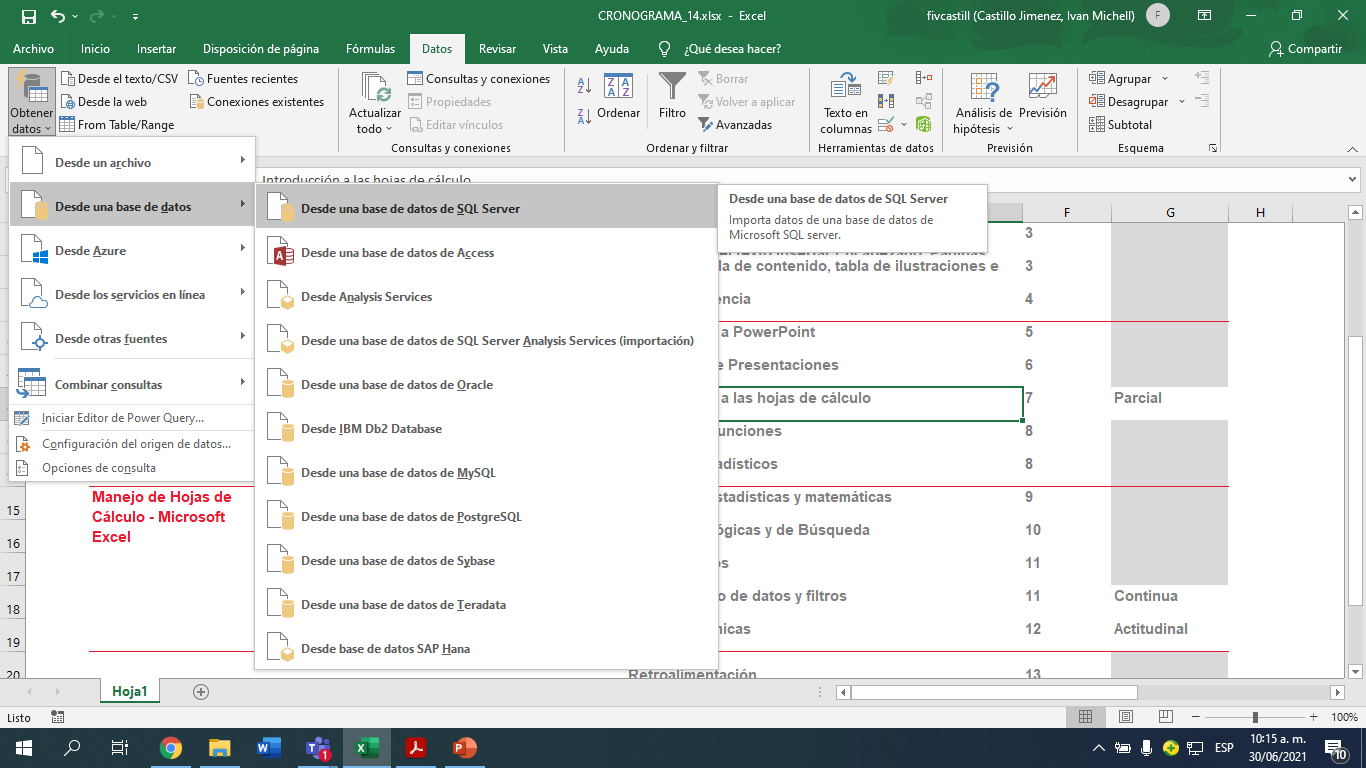 CRONOGRAMA_14.xlsx - Excel
fivcastill (Castillo Jimenez, Ivan Michell)
F
Archivo
Inicio
Insertar
Disposición de página
Fórmulas
Datos
Revisar
Vista
Ayuda
¿Qué desea hacer?
Compartir
Obtener datos
Desde el texto/CSV
Desde la web
From Table/Range
Fuentes recientes
Conexiones existentes
Actualizar todo
Consultas y conexiones
Propiedades
Editar vínculos
Consultas y conexiones
Ordenar
Filtro
Borrar
Volver a aplicar
Avanzadas
Ordenar y filtrar
Texto en columnas
Herramientas de datos
Análisis de hipótesis
Previsión
Previsión
Agrupar
Desagrupar
Subtotal
Esquema
Introducción a las hojas de cálculo
Desde un archivo
Desde una base de datos
Desde Azure
Desde los servicios en línea
Desde otras fuentes
Combinar consultas
Iniciar Editor de Power Query...
Configuración del origen de datos...
Opciones de consulta
Desde una base de datos de SQL Server
Desde una base de datos de Access
Desde Analysis Services
Desde una base de datos de SQL Server Analysis Services (importación)
Desde una base de datos de Oracle
Desde IBM Db2 Database
Desde una base de datos de MySQL
Desde una base de datos de PostgreSQL
Desde una base de datos de Sybase
Desde una base de datos de Teradata
Desde base de datos SAP Hana
Desde una base de datos de SQL Server
Importa datos de una base de datos de
Microsoft SQL server.
F G H
3
la de contenido, tabla de ilustraciones e 3
encia 4
a PowerPoint 5
e Presentaciones 6
a las hojas de cálculo 7 Parcial
unciones 8
adísticos 8
15
Manejo de Hojas de
Cálculo - Microsoft
Excel
stadísticas y matemáticas 9
16
ógicas y de Búsqueda 10
17
os 11
18
o de datos y filtros 11 Continua
19
nicas 12 Actitudinal
20
Retroalimentación 13
Hoja1
Listo
100%
1
ESP
10:15 a. m.
30/06/2021
10